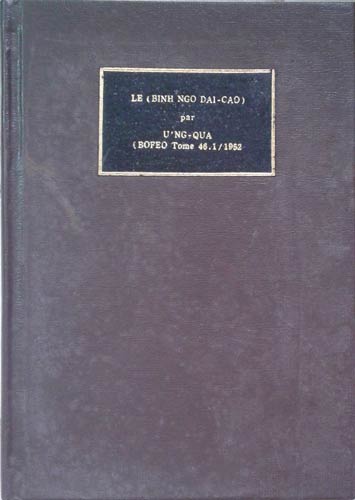 LE (BINH NGO DAI-CAO)
par
U'NG-QUA
(BOFEO Tome 46.1/1952